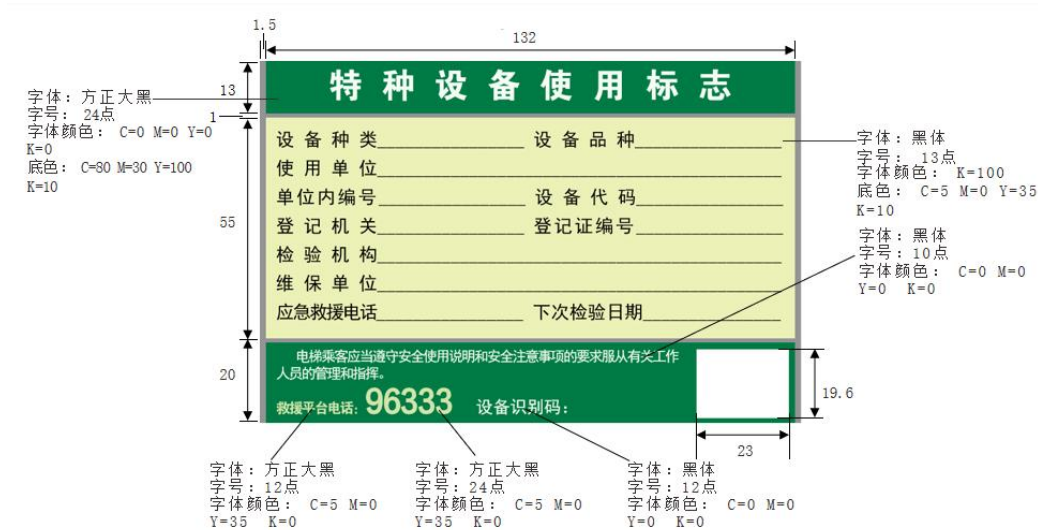 1.5
132
特种设备使用标志
13
字体：方正大黑
字号：24点
字体颜色：C=0 M=0 Y=0
K=0
底色：C=80 M=30 Y=100
K=10
1
设备种类 设备品种
使用单位
单位内编号 设备代码
登记机关 登记证编号
检验机构
维保单位
应急救援电话 下次检验日期
55
字体：黑体
字号：13点
字体颜色：K=100
底色：C=5 M=0 Y=35
K=10
字体：黑体
字号：10点
字体颜色：C=0 M=0
Y=0 K=0
20
电梯乘客应当遵守安全使用说明和安全注意事项的要求服从有关工作
人员的管理和指挥。
救援平台电话：96333 设备识别码：
19.6
23
字体：方正大黑
字号：12点
字体颜色：C=5 M=0
Y=35 K=0
字体：方正大黑
字号：24点
字体颜色：C=5 M=0
Y=35 K=0
字体：黑体
字号：12点
字体颜色：C=0 M=0
Y=0 K=0